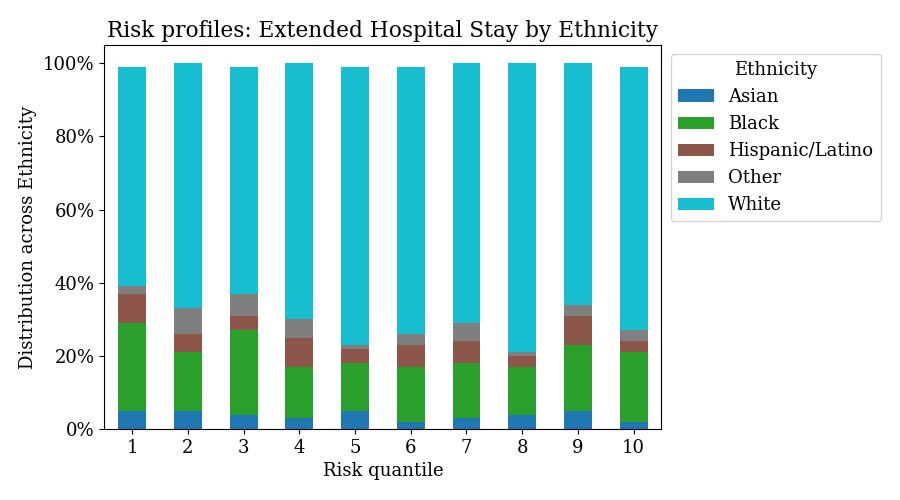 Risk profiles: Extended Hospital Stay by Ethnicity
100%
80%
60%
40%
20%
0%
Distribution across Ethnicity
1 2 3 4 5 6 7 8 9 10
Risk quantile
Ethnicity
Asian
Black
Hispanic/Latino
Other
White